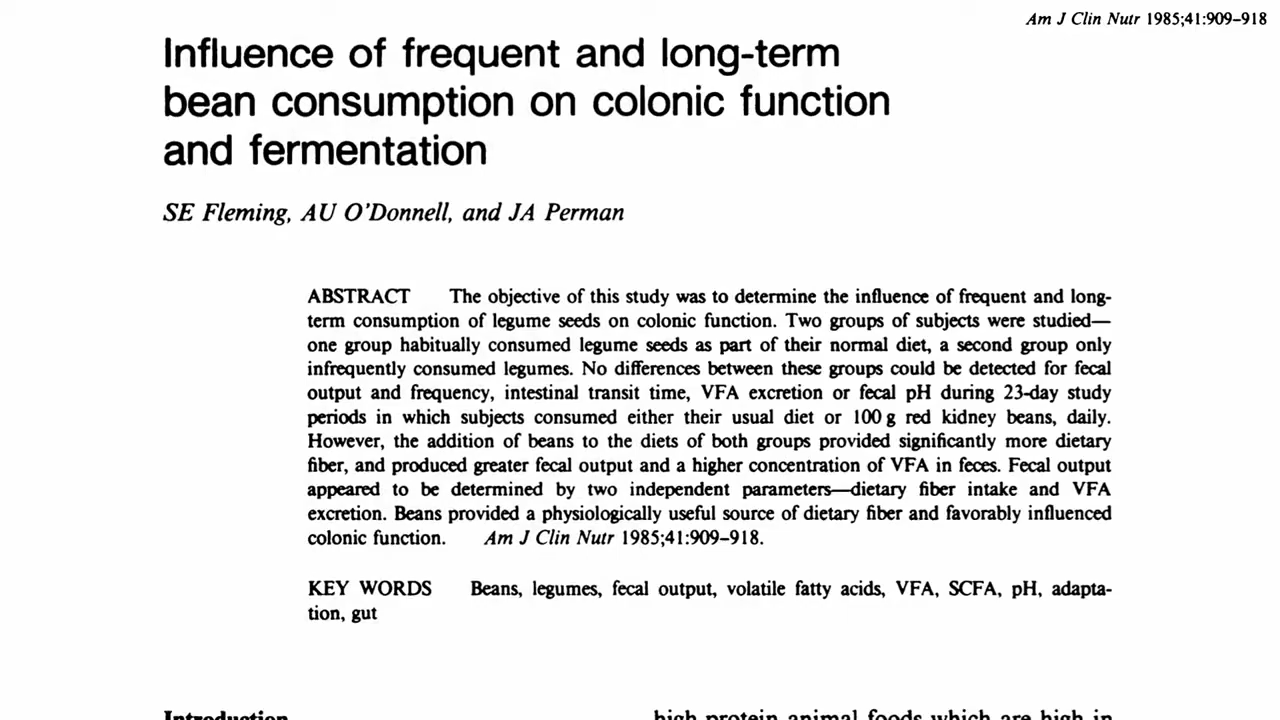 Am J Clin Nutr 1985;41:909–918
Influence of frequent and long-term
bean consumption on colonic function
and fermentation
SE Fleming, AU O'Donnell, and JA Perman
ABSTRACT The objective of this study was to determine the influence of frequent and long-
term consumption of legume seeds on colonic function. Two groups of subjects were studied—
one group habitually consumed legume seeds as part of their normal diet, a second group only
infrequently consumed legumes. No differences between these groups could be detected for fecal
output and frequency, intestinal transit time, VFA excretion or fecal pH during 23-day study
periods in which subjects consumed either their usual diet or 100 g red kidney beans, daily.
However, the addition of beans to the diets of both groups provided significantly more dietary
fiber, and produced greater fecal output and a higher concentration of VFA in feces. Fecal output
appeared to be determined by two independent parameters—dietary fiber intake and VFA
excretion. Beans provided a physiologically useful source of dietary fiber and favorably influenced
colonic function. Am J Clin Nutr 1985;41:909–918.
KEY WORDS Beans, legumes, fecal output, volatile fatty acids, VFA, SCFA, pH, adapta-
tion, gut
Introduction
high protein animal foods which are high in